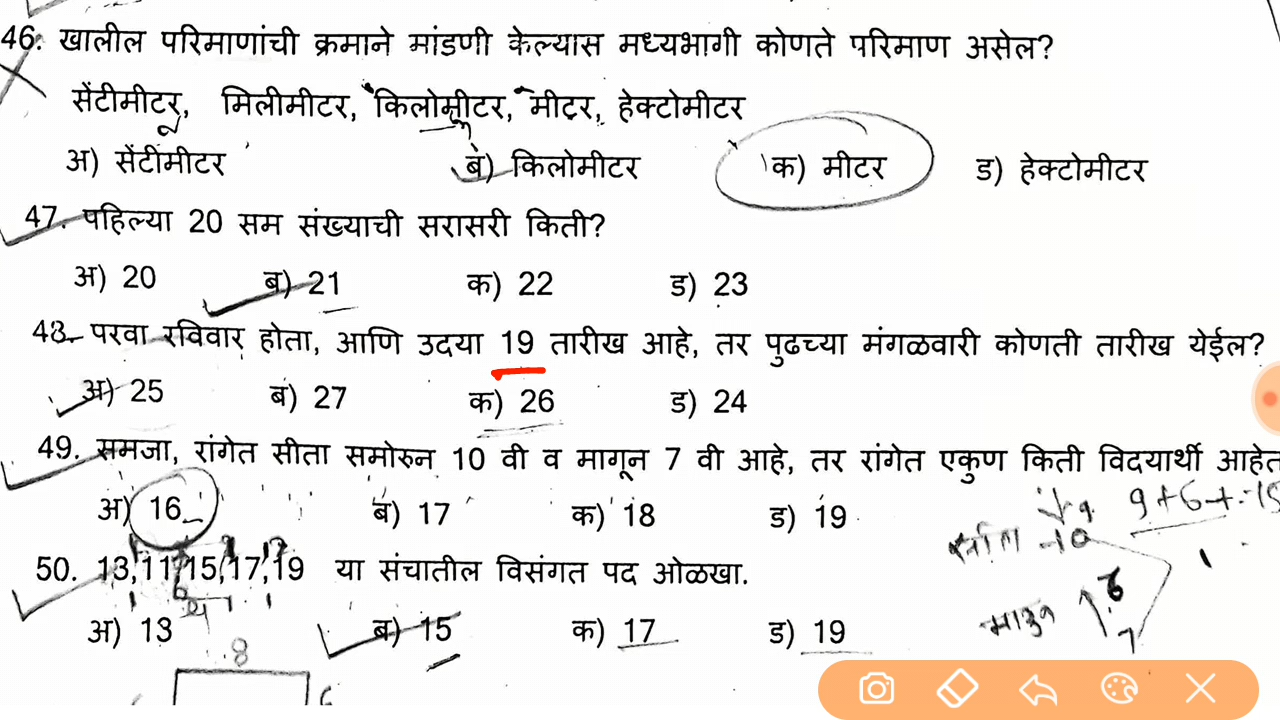 46. खालील परिमाणांची क्रमाने मांडणी केल्यास मध्यभागी कोणते परिमाण असेल?
सेंटीमीटर, मिलीमीटर, किलोमीटर, मीटर, हेक्टोमीटर
अ) सेंटीमीटर ब) किलोमीटर क) मीटर ड) हेक्टोमीटर
47. पहिल्या 20 सम संख्याची सरासरी किती?
अ) 20 ब) 21 क) 22 ड) 23
48. परवा रविवार होता, आणि उदया 19 तारीख आहे, तर पुढच्या मंगळवारी कोणती तारीख येईल?
अ) 25 ब) 27 क) 26 ड) 24
49. समजा, रांगेत सीता समोरुन 10 वी व मागून 7 वी आहे, तर रांगेत एकुण किती विदयार्थी आहेत
अ) 16 ब) 17 क) 18 ड) 19
50. 13,11,15,17,19 या संचातील विसंगत पद ओळखा.
अ) 13 ब) 15 क) 17 ड) 19
8